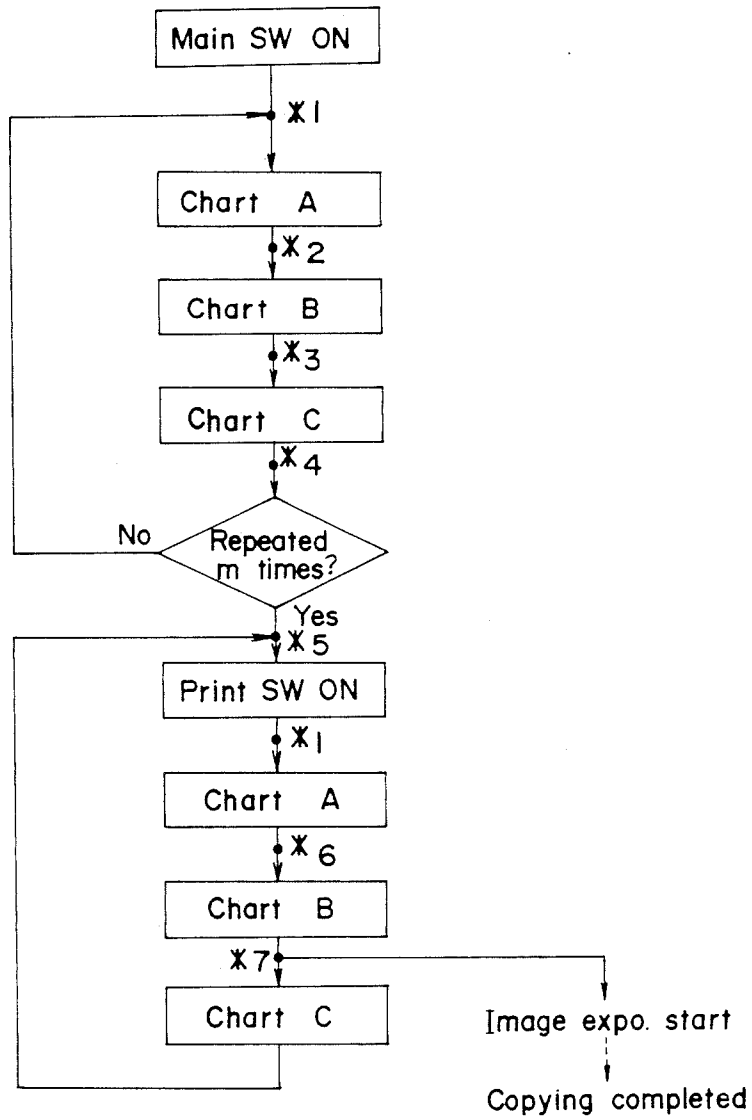 Main SW ON
*1
Chart A
*2
Chart B
*3
Chart C
*4
No
Repeated
m times?
Yes
*5
Print SW ON
*1
Chart A
*6
Chart B
*7
Chart C
Image expo. start
Copying completed